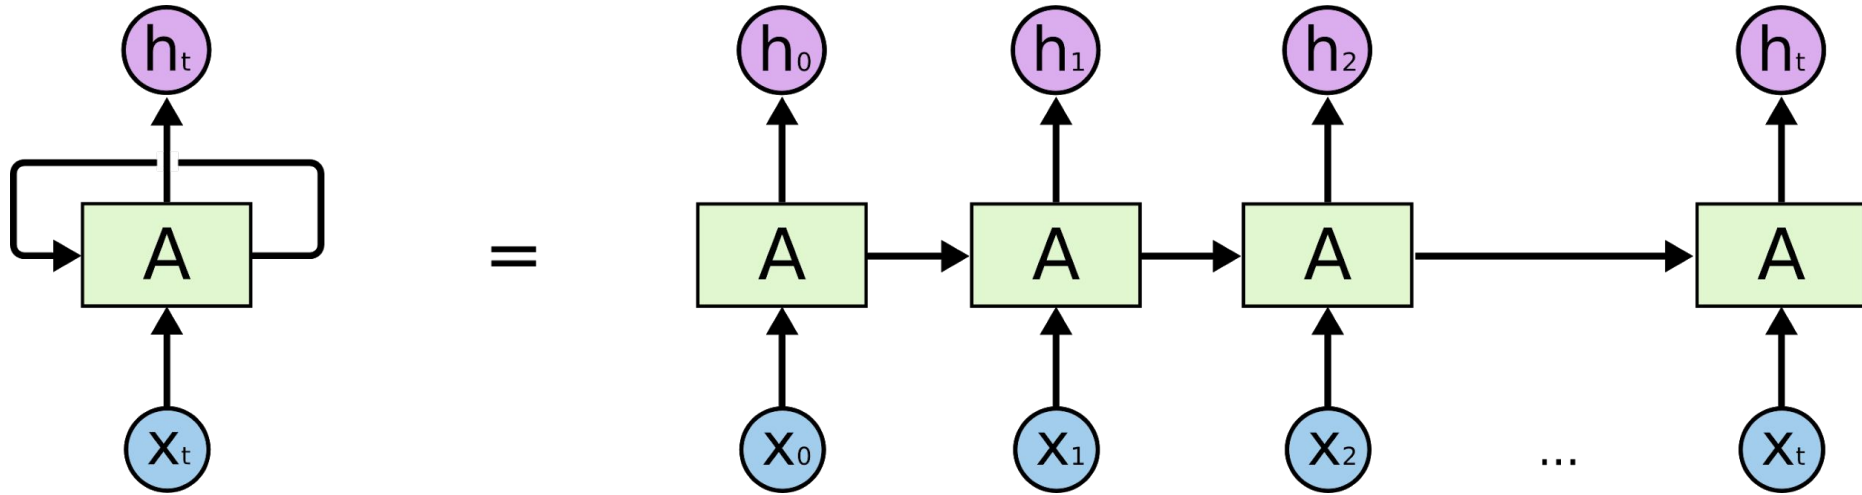 ht h0 h1 h2 ht
A = A A A A
xt x0 x1 x2 ... xt